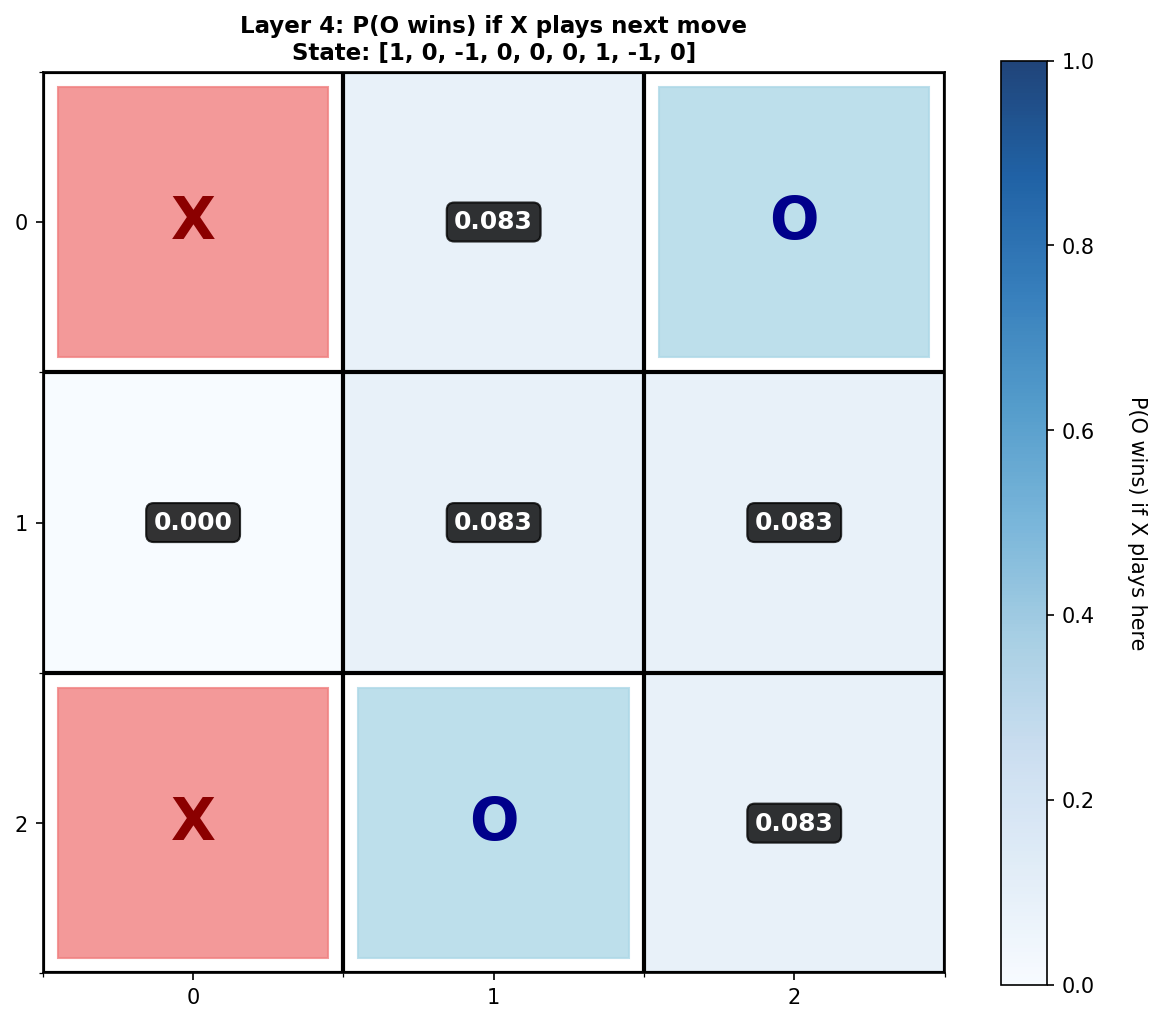 Layer 4: P(O wins) if X plays next move
State: [1, 0, -1, 0, 0, 0, 1, -1, 0]
X
0.083
O
0.000
0.083
0.083
X
O
0.083
0
1
2
0
1
2
1.0
0.8
0.6
0.4
0.2
0.0
P(O wins) if X plays here